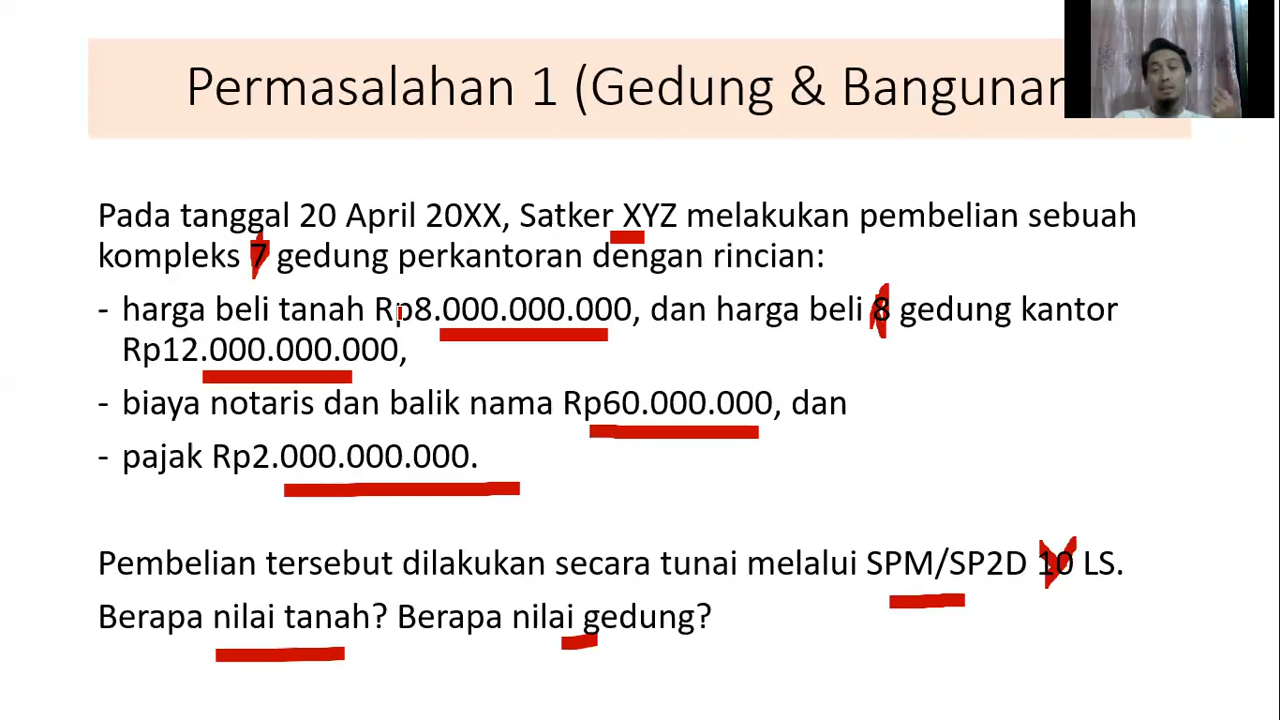 Permasalahan 1 (Gedung & Bangunan
Pada tanggal 20 April 20XX, Satker XYZ melakukan pembelian sebuah
kompleks 7 gedung perkantoran dengan rincian:
- harga beli tanah Rp8.000.000.000, dan harga beli 8 gedung kantor
Rp12.000.000.000,
- biaya notaris dan balik nama Rp60.000.000, dan
- pajak Rp2.000.000.000.
Pembelian tersebut dilakukan secara tunai melalui SPM/SP2D 10 LS.
Berapa nilai tanah? Berapa nilai gedung?